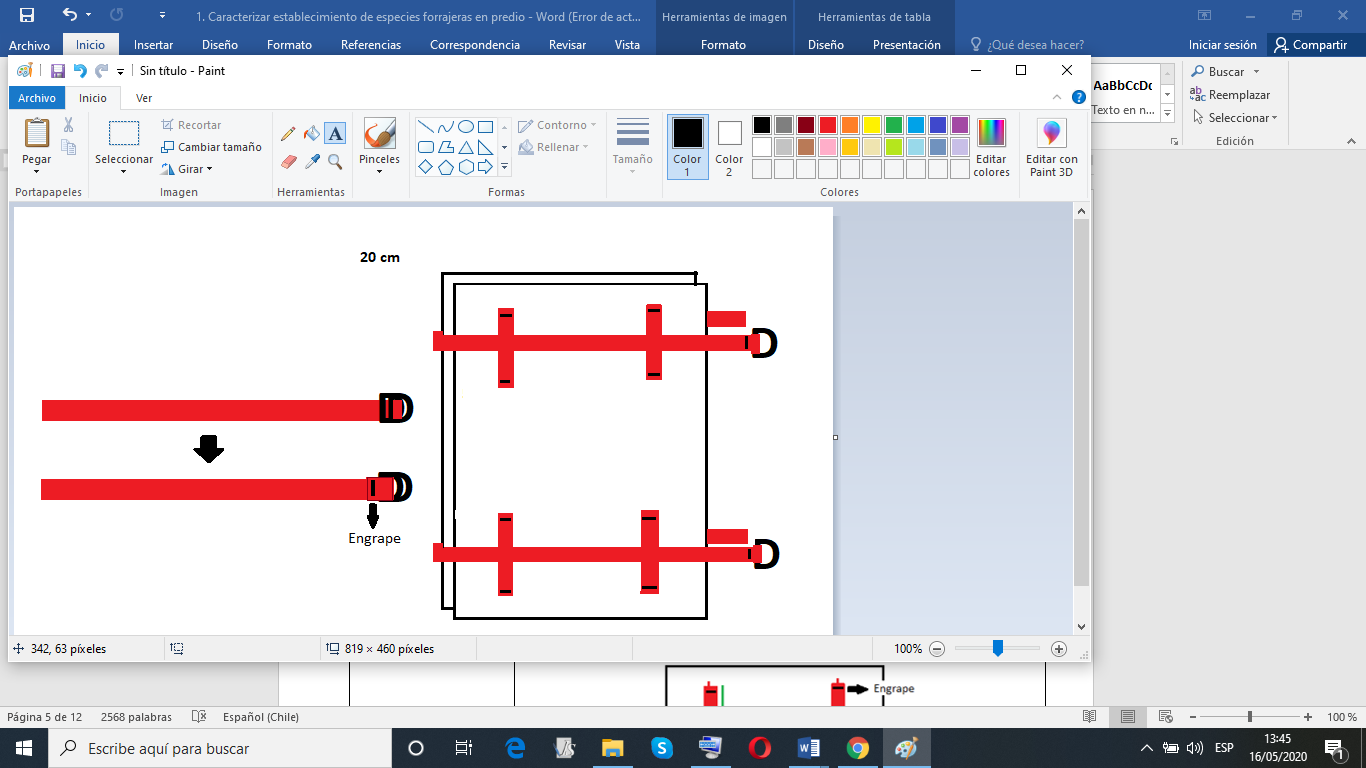 1. Caracterizar establecimiento de especies forrajeras en predio - Word (Error de act...
Herramientas de imagen
Herramientas de tabla
Archivo Inicio Insertar Diseño Formato Referencias Correspondencia Revisar Vista Formato Diseño Presentación ¿Qué desea hacer? Iniciar sesión Compartir
Sin título - Paint
Archivo Inicio Ver
AaBbCcDc
Texto en n...
Buscar
Reemplazar
Seleccionar
Edición
Pegar
Portapapeles
Seleccionar
Recortar
Cambiar tamaño
Girar
Imagen
A
Herramientas
Pinceles
Contorno
Rellenar
Formas
Tamaño
Color
1
Color
2
Editar
colores
Editar con
Paint 3D
Colores
20 cm
D
D
D
D
Engrape
D
D
342, 63 píxeles
819 × 460 píxeles
100%
Engrape
Página 5 de 12 2568 palabras Español (Chile) 100 %
Escribe aquí para buscar
ESP
13:45
16/05/2020
1